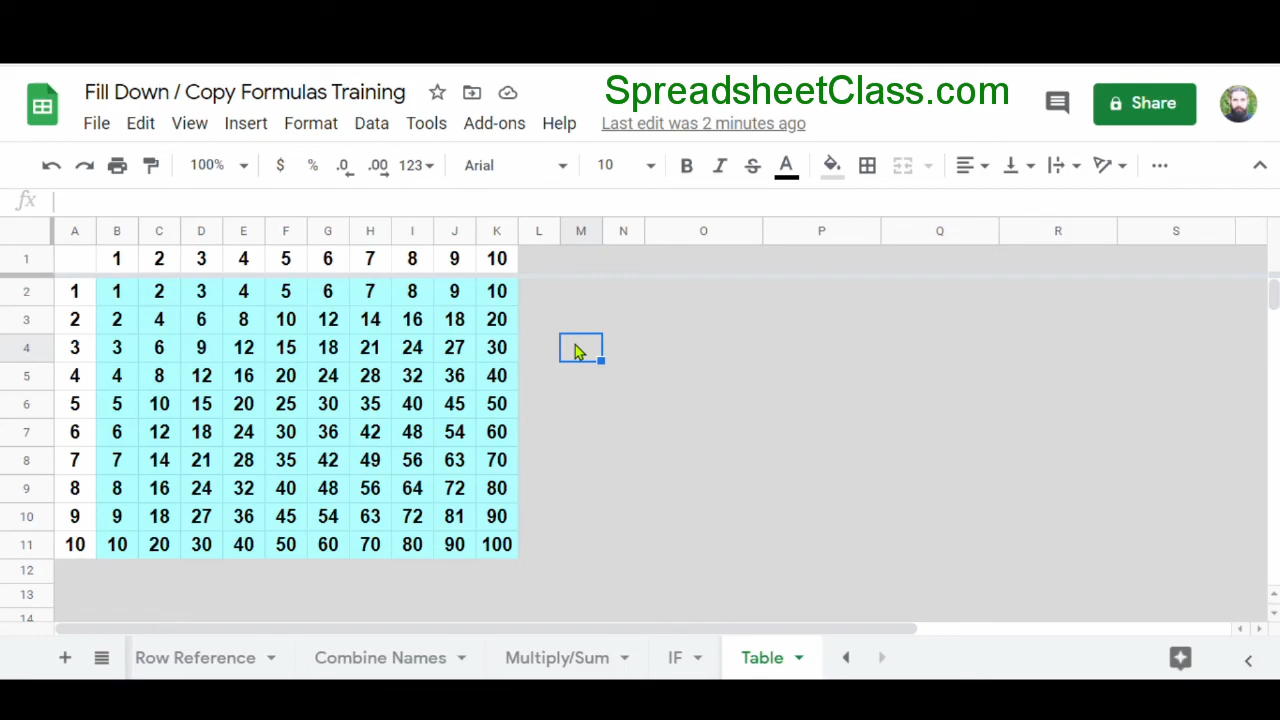 Fill Down / Copy Formulas Training
SpreadsheetClass.com
Share
File Edit View Insert Format Data Tools Add-ons Help Last edit was 2 minutes ago
100% $ % .0 .00 123 Arial 10 B I S A
fx
A B C D E F G H I J K L M N O P Q R S
1 1 2 3 4 5 6 7 8 9 10
2 1 1 2 3 4 5 6 7 8 9 10
3 2 2 4 6 8 10 12 14 16 18 20
4 3 3 6 9 12 15 18 21 24 27 30
5 4 4 8 12 16 20 24 28 32 36 40
6 5 5 10 15 20 25 30 35 40 45 50
7 6 6 12 18 24 30 36 42 48 54 60
8 7 7 14 21 28 35 42 49 56 63 70
9 8 8 16 24 32 40 48 56 64 72 80
10 9 9 18 27 36 45 54 63 72 81 90
11 10 10 20 30 40 50 60 70 80 90 100
12
13
14
Row Reference Combine Names Multiply/Sum IF Table